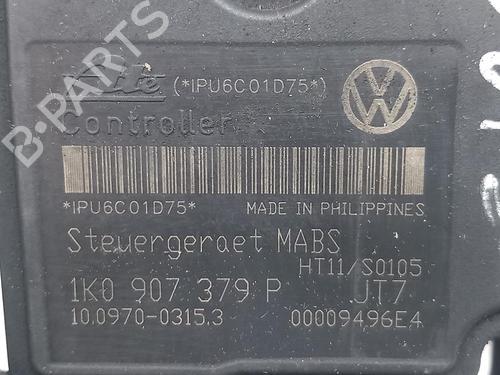 Ate (*IPU6C01D75*)
Controller
*IPU6C01D75* MADE IN PHILIPPINES
Steuergeraet MABS
HT11/S0105
1K0 907 379 P JT7
10.0970-0315.3 00009496E4
B-PARTS